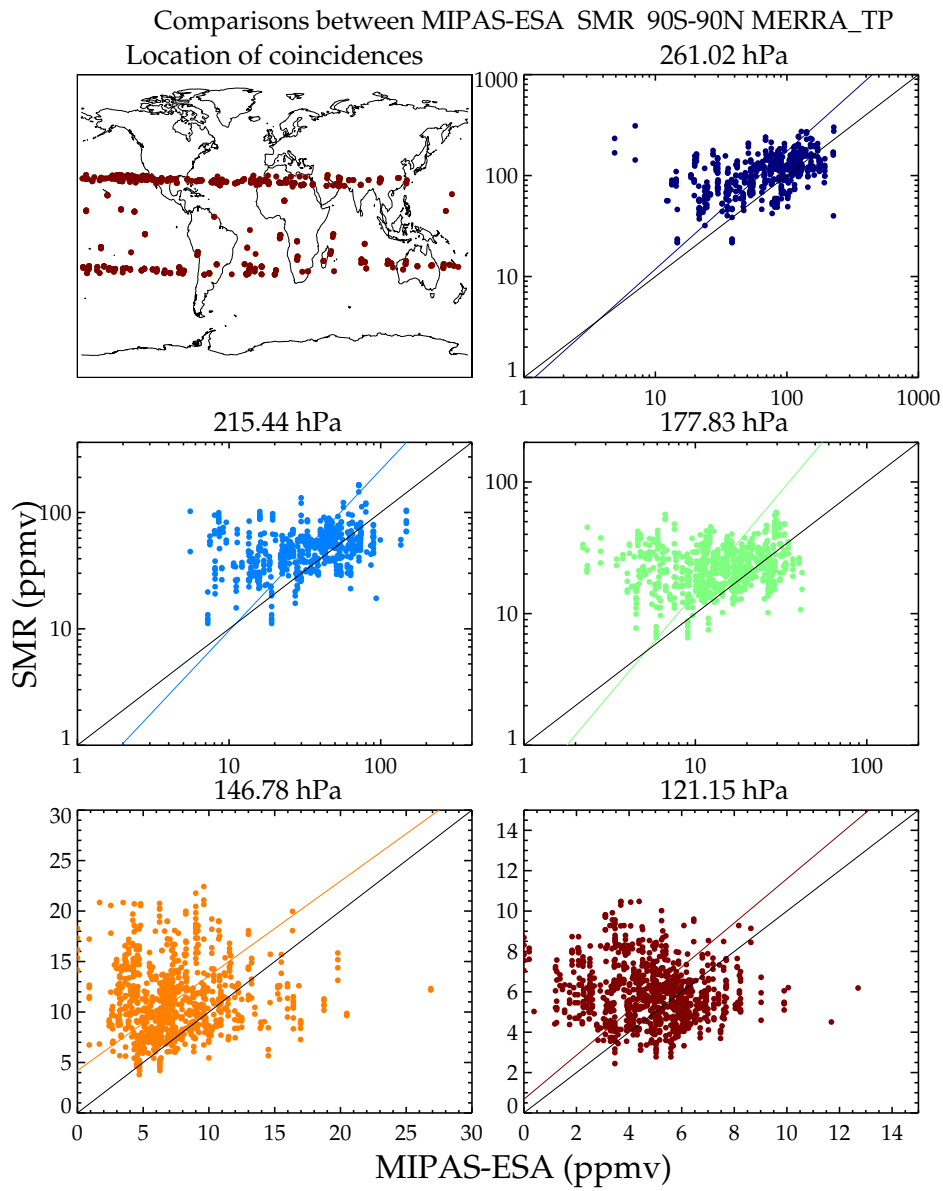 Comparisons between MIPAS-ESA SMR 90S-90N MERRA_TP
Location of coincidences
261.02 hPa
1000
100
10
1
1 10 100 1000
215.44 hPa
177.83 hPa
100
10
1
1 10 100
100
10
1
1 10 100
SMR (ppmv)
146.78 hPa
121.15 hPa
30
25
20
15
10
5
0
0 5 10 15 20 25 30
14
12
10
8
6
4
2
0
0 2 4 6 8 10 12 14
MIPAS-ESA (ppmv)